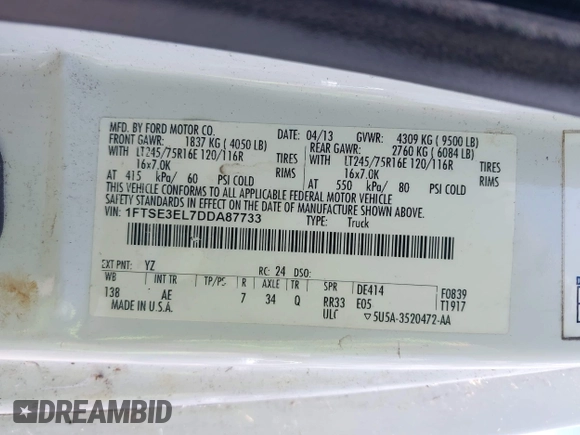 MFD. BY FORD MOTOR CO.
DATE: 04/13 GVWR: 4309 KG ( 9500 LB)
FRONT GAWR: 1837 KG ( 4050 LB) REAR GAWR: 2760 KG ( 6084 LB)
WITH LT245/75R16E 120/116R TIRES WITH LT245/75R16E 120/116R TIRES
16x7.0K RIMS 16x7.0K RIMS
AT 415 kPa/ 60 PSI COLD AT 550 kPa/ 80 PSI COLD
THIS VEHICLE CONFORMS TO ALL APPLICABLE FEDERAL MOTOR VEHICLE
SAFETY STANDARDS IN EFFECT ON THE DATE OF MANUFACTURE SHOWN ABOVE.
VIN: 1FTSE3EL7DDA87733 TYPE: Truck
EXT PNT: YZ RC: 24 DSO:
WB INT TR TP/PS R AXLE TR SPR DE414 F0839
138 AE 7 34 Q RR33 E05 T1917
MADE IN U.S.A. ULC ▽5U5A-3520472-AA
DREAMBID